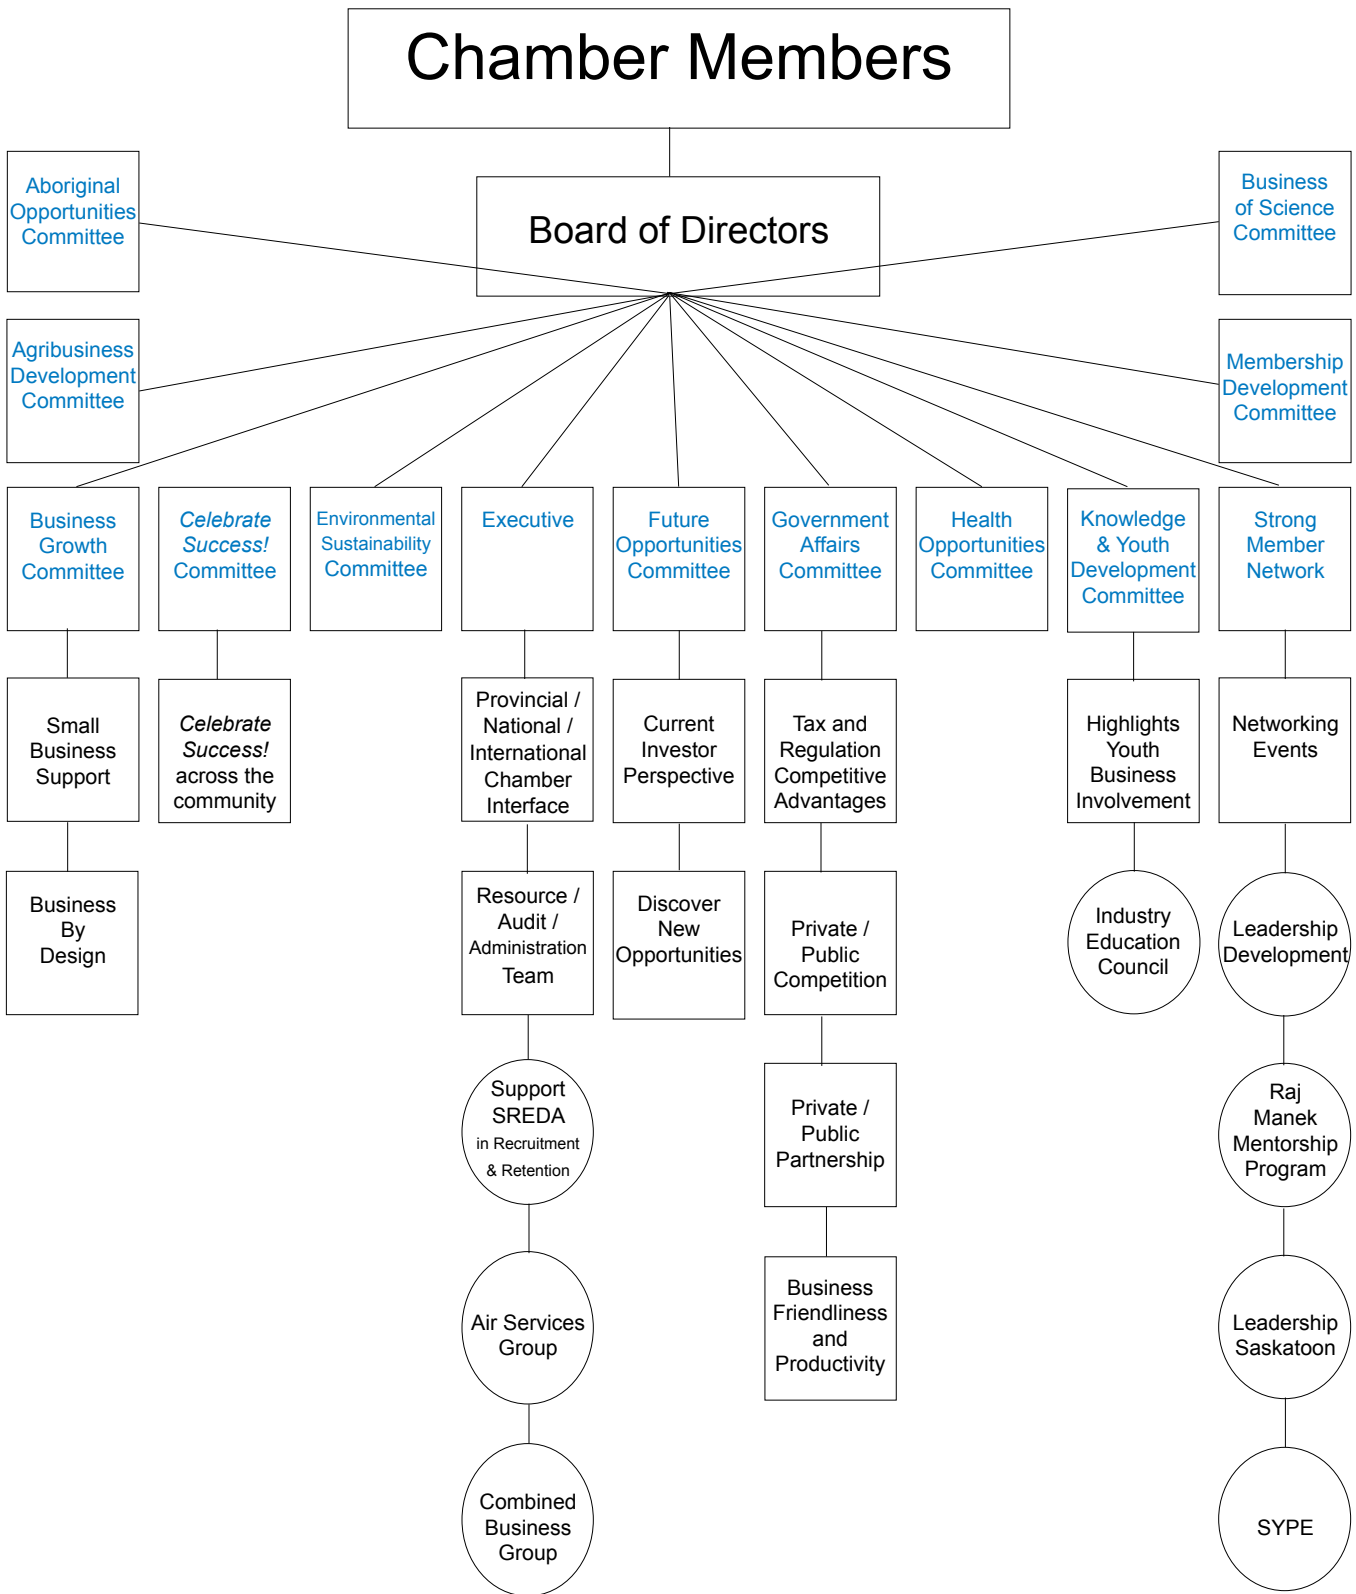 Chamber Members
Board of Directors
Aboriginal
Opportunities
Committee
Business
of Science
Committee
Agribusiness
Development
Committee
Membership
Development
Committee
Business
Growth
Committee
Celebrate
Success!
Committee
Environmental
Sustainability
Committee
Executive
Future
Opportunities
Committee
Government
Affairs
Committee
Health
Opportunities
Committee
Knowledge
& Youth
Development
Committee
Strong
Member
Network
Small
Business
Support
Celebrate
Success!
across the
community
Provincial /
National /
International
Chamber
Interface
Current
Investor
Perspective
Tax and
Regulation
Competitive
Advantages
Highlights
Youth
Business
Involvement
Networking
Events
Business
By
Design
Resource /
Audit /
Administration
Team
Discover
New
Opportunities
Private /
Public
Competition
Industry
Education
Council
Leadership
Development
Support
SREDA
in Recruitment
& Retention
Private /
Public
Partnership
Raj
Manek
Mentorship
Program
Air Services
Group
Business
Friendliness
and
Productivity
Leadership
Saskatoon
Combined
Business
Group
SYPE